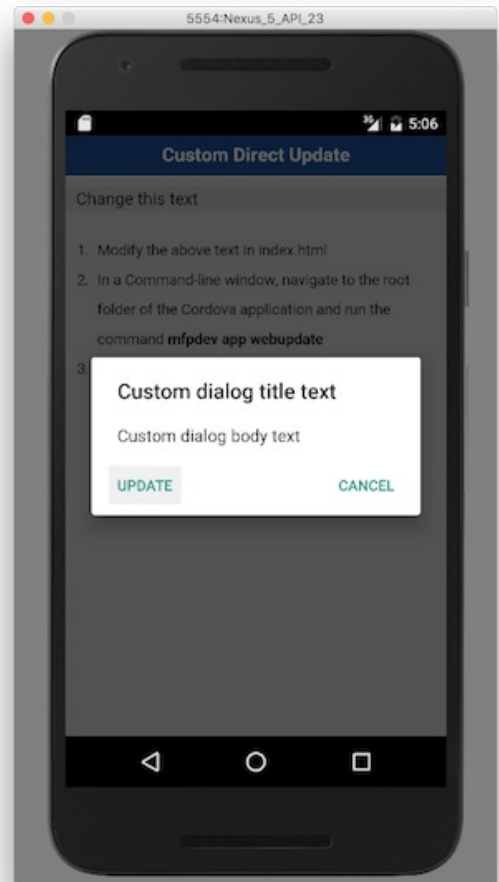 5554:Nexus_5_API_23
3G 5:06
Custom Direct Update
Change this text
1. Modify the above text in index.html
2. In a Command-line window, navigate to the root
folder of the Cordova application and run the
command mfpdev app webupdate
3.
Custom dialog title text
Custom dialog body text
UPDATE CANCEL